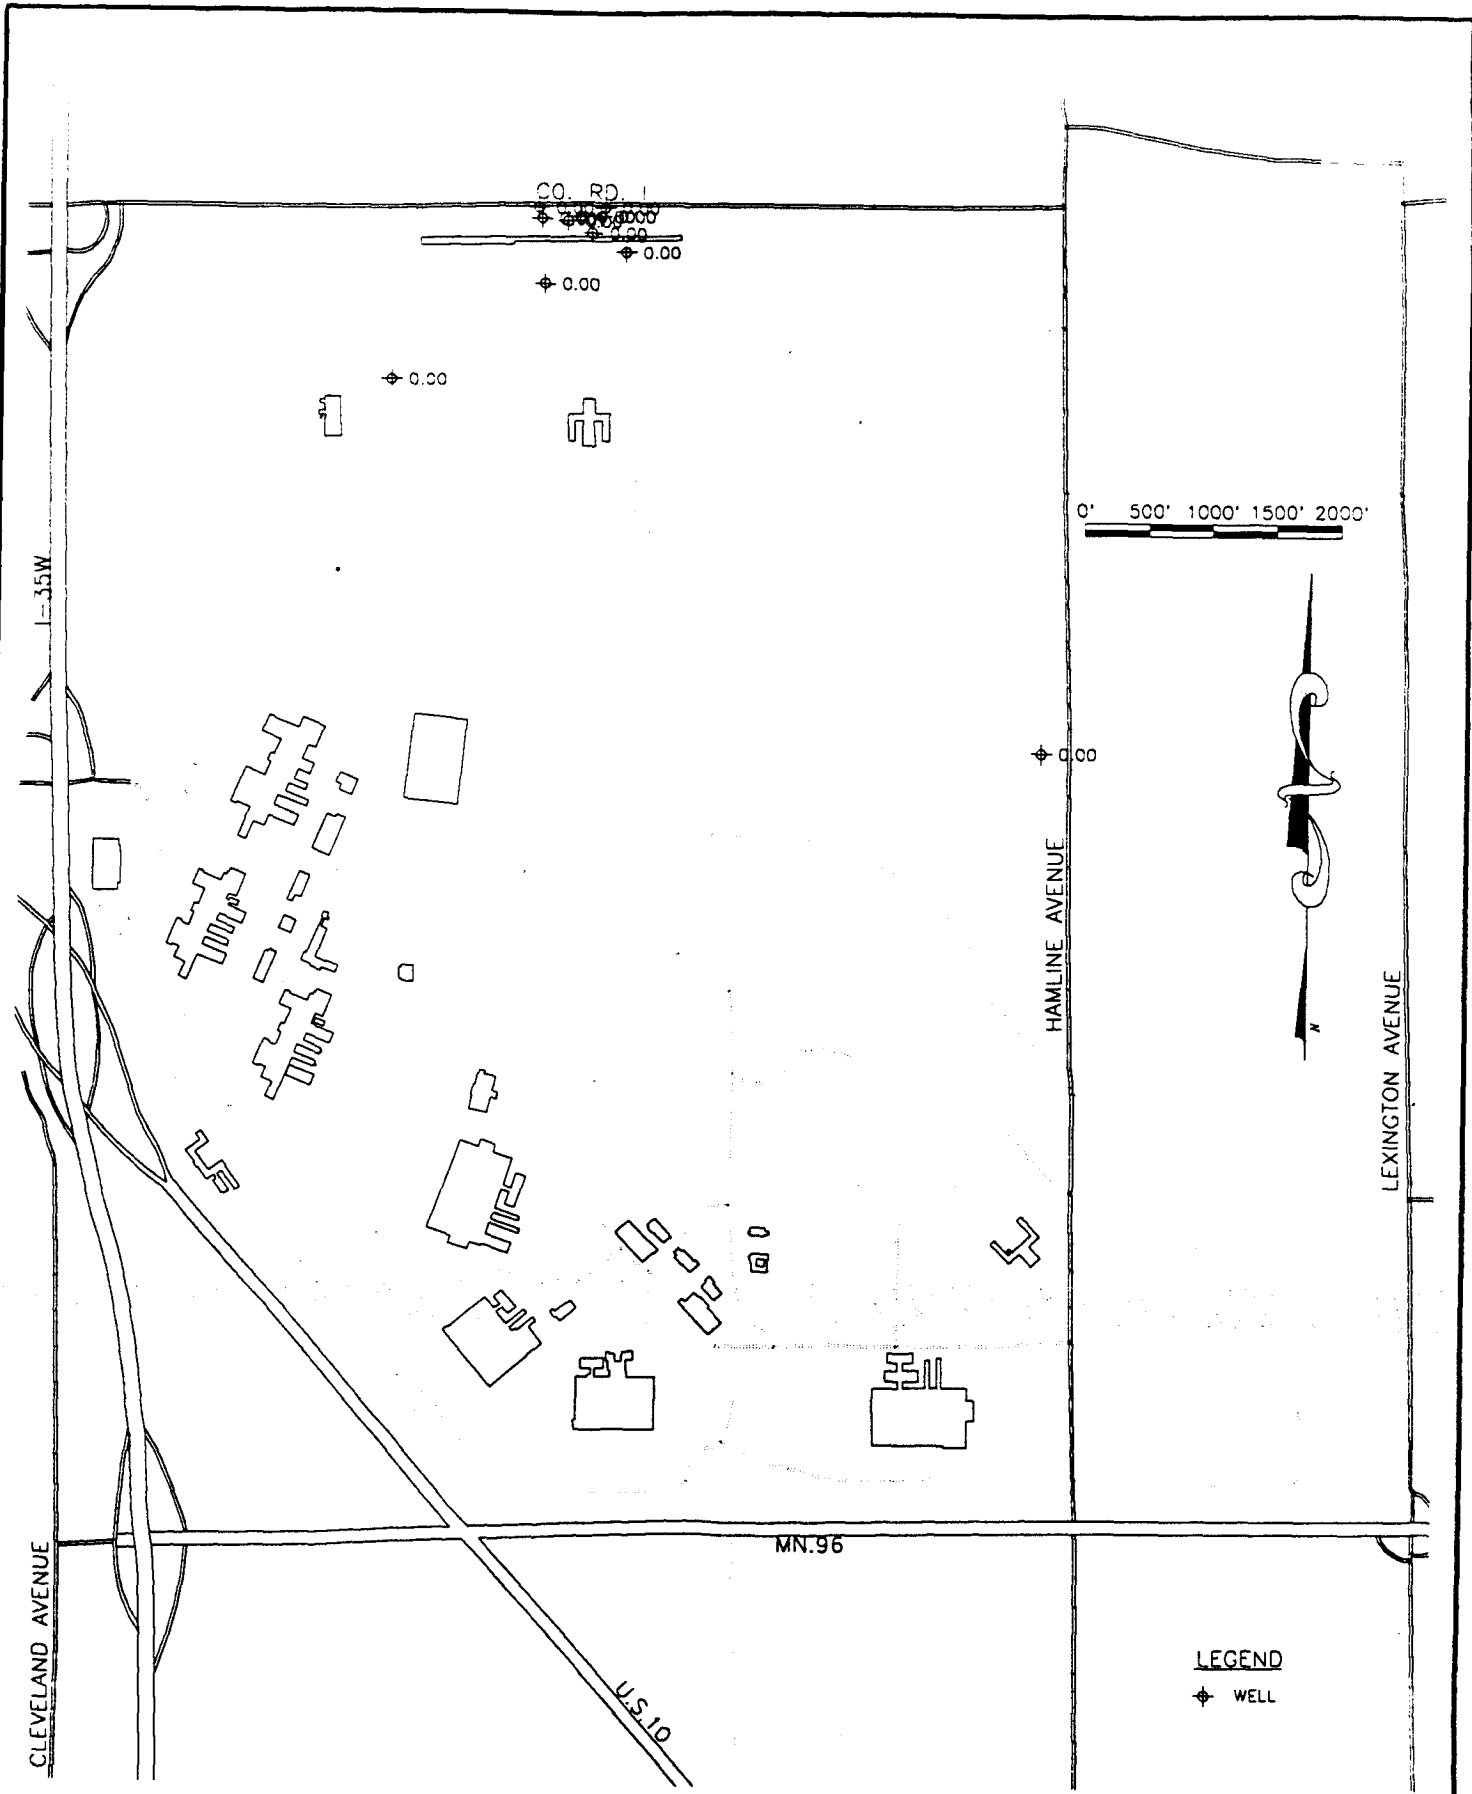 CO. RD. I
0.00
0.00
0.00
0.00
0' 500' 1000' 1500' 2000'
I-35W
0.00
HAMLINE AVENUE
LEXINGTON AVENUE
N
MN.96
CLEVELAND AVENUE
U.S.10
LEGEND
WELL